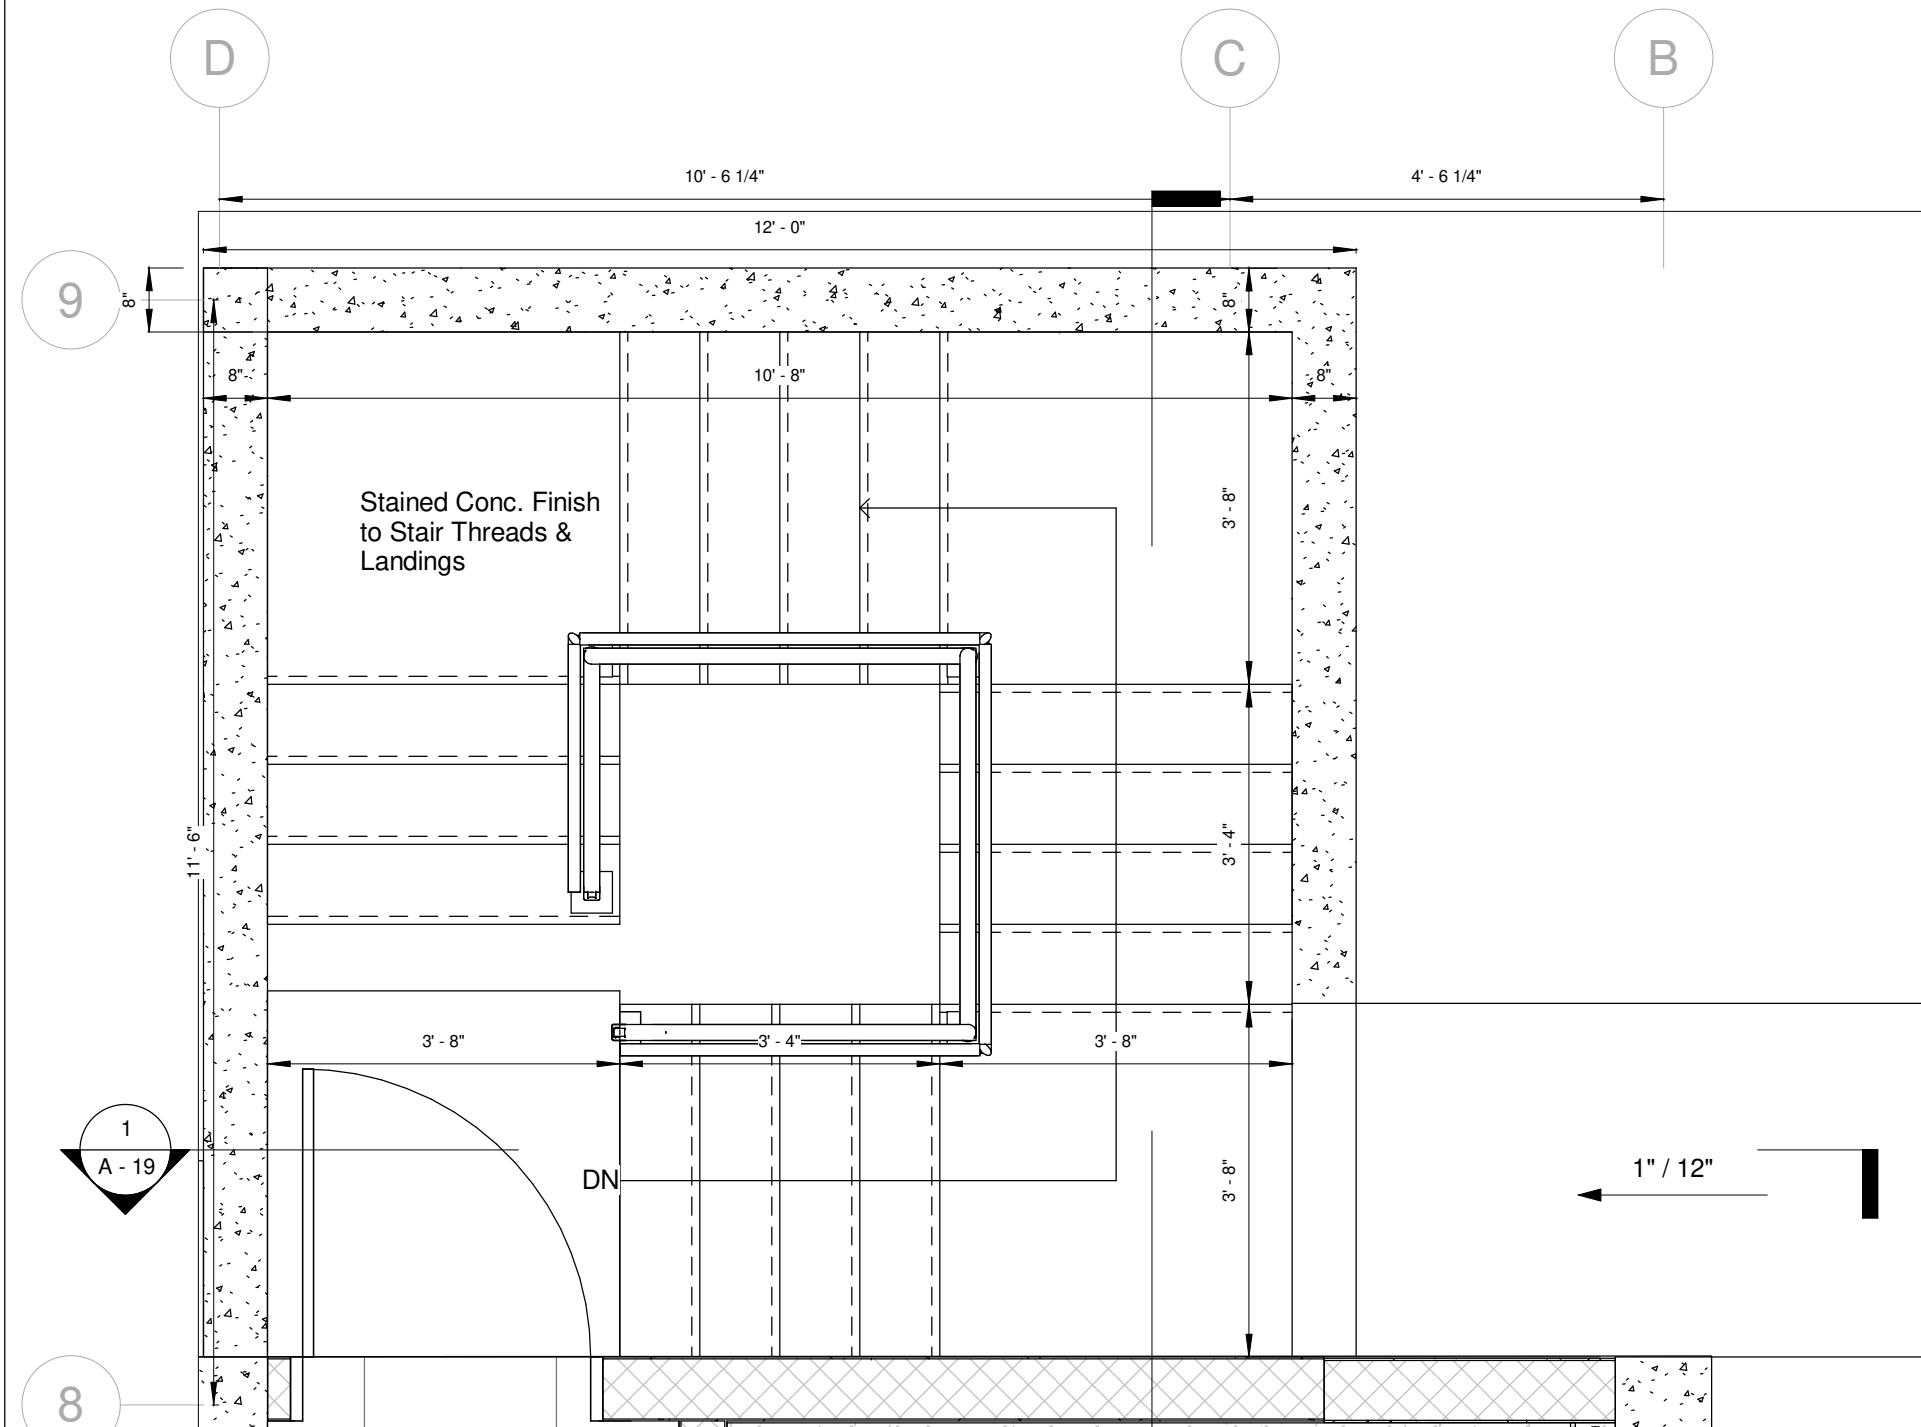 D
C
B
10' - 6 1/4"
4' - 6 1/4"
12' - 0"
9
8"
8"
8"
10' - 8"
8"
Stained Conc. Finish
to Stair Threads &
Landings
3' - 8"
11' - 6"
3' - 4"
3' - 8"
3' - 4"
3' - 8"
1
A - 19
DN
3' - 8"
1" / 12"
8